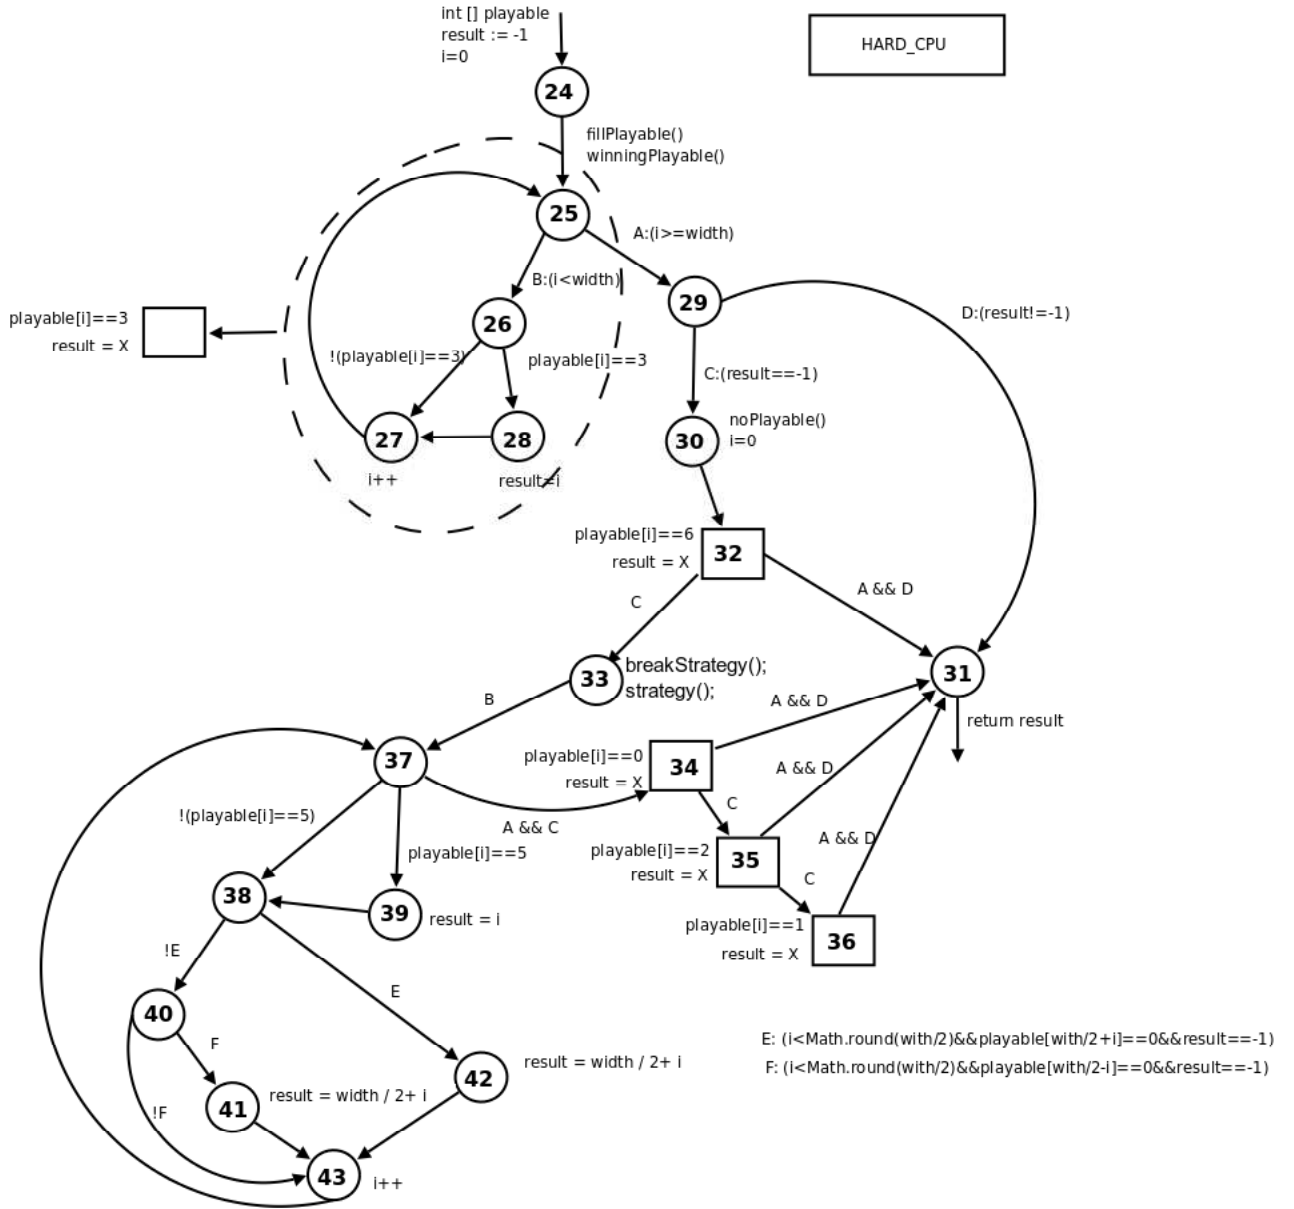 int [] playable
result := -1
i=0
HARD_CPU
24
fillPlayable()
winningPlayable()
25
A:(i>=width)
B:(i<width)
29
D:(result!=-1)
26
playable[i]==3
result = X
!(playable[i]==3)
playable[i]==3
C:(result==-1)
27
28
i++
result=i
30
noPlayable()
i=0
playable[i]==6
result = X
32
A && D
C
33
breakStrategy();
strategy();
31
return result
B
A && D
37
playable[i]==0
result = X
34
A && D
C
!(playable[i]==5)
A && C
playable[i]==5
playable[i]==2
result = X
35
A && D
C
38
39
result = i
playable[i]==1
result = X
36
!E
E
40
F
E: (i<Math.round(with/2)&&playable[with/2+i]==0&&result==-1)
F: (i<Math.round(with/2)&&playable[with/2-i]==0&&result==-1)
42
result = width / 2+ i
41
result = width / 2+ i
!F
43
i++